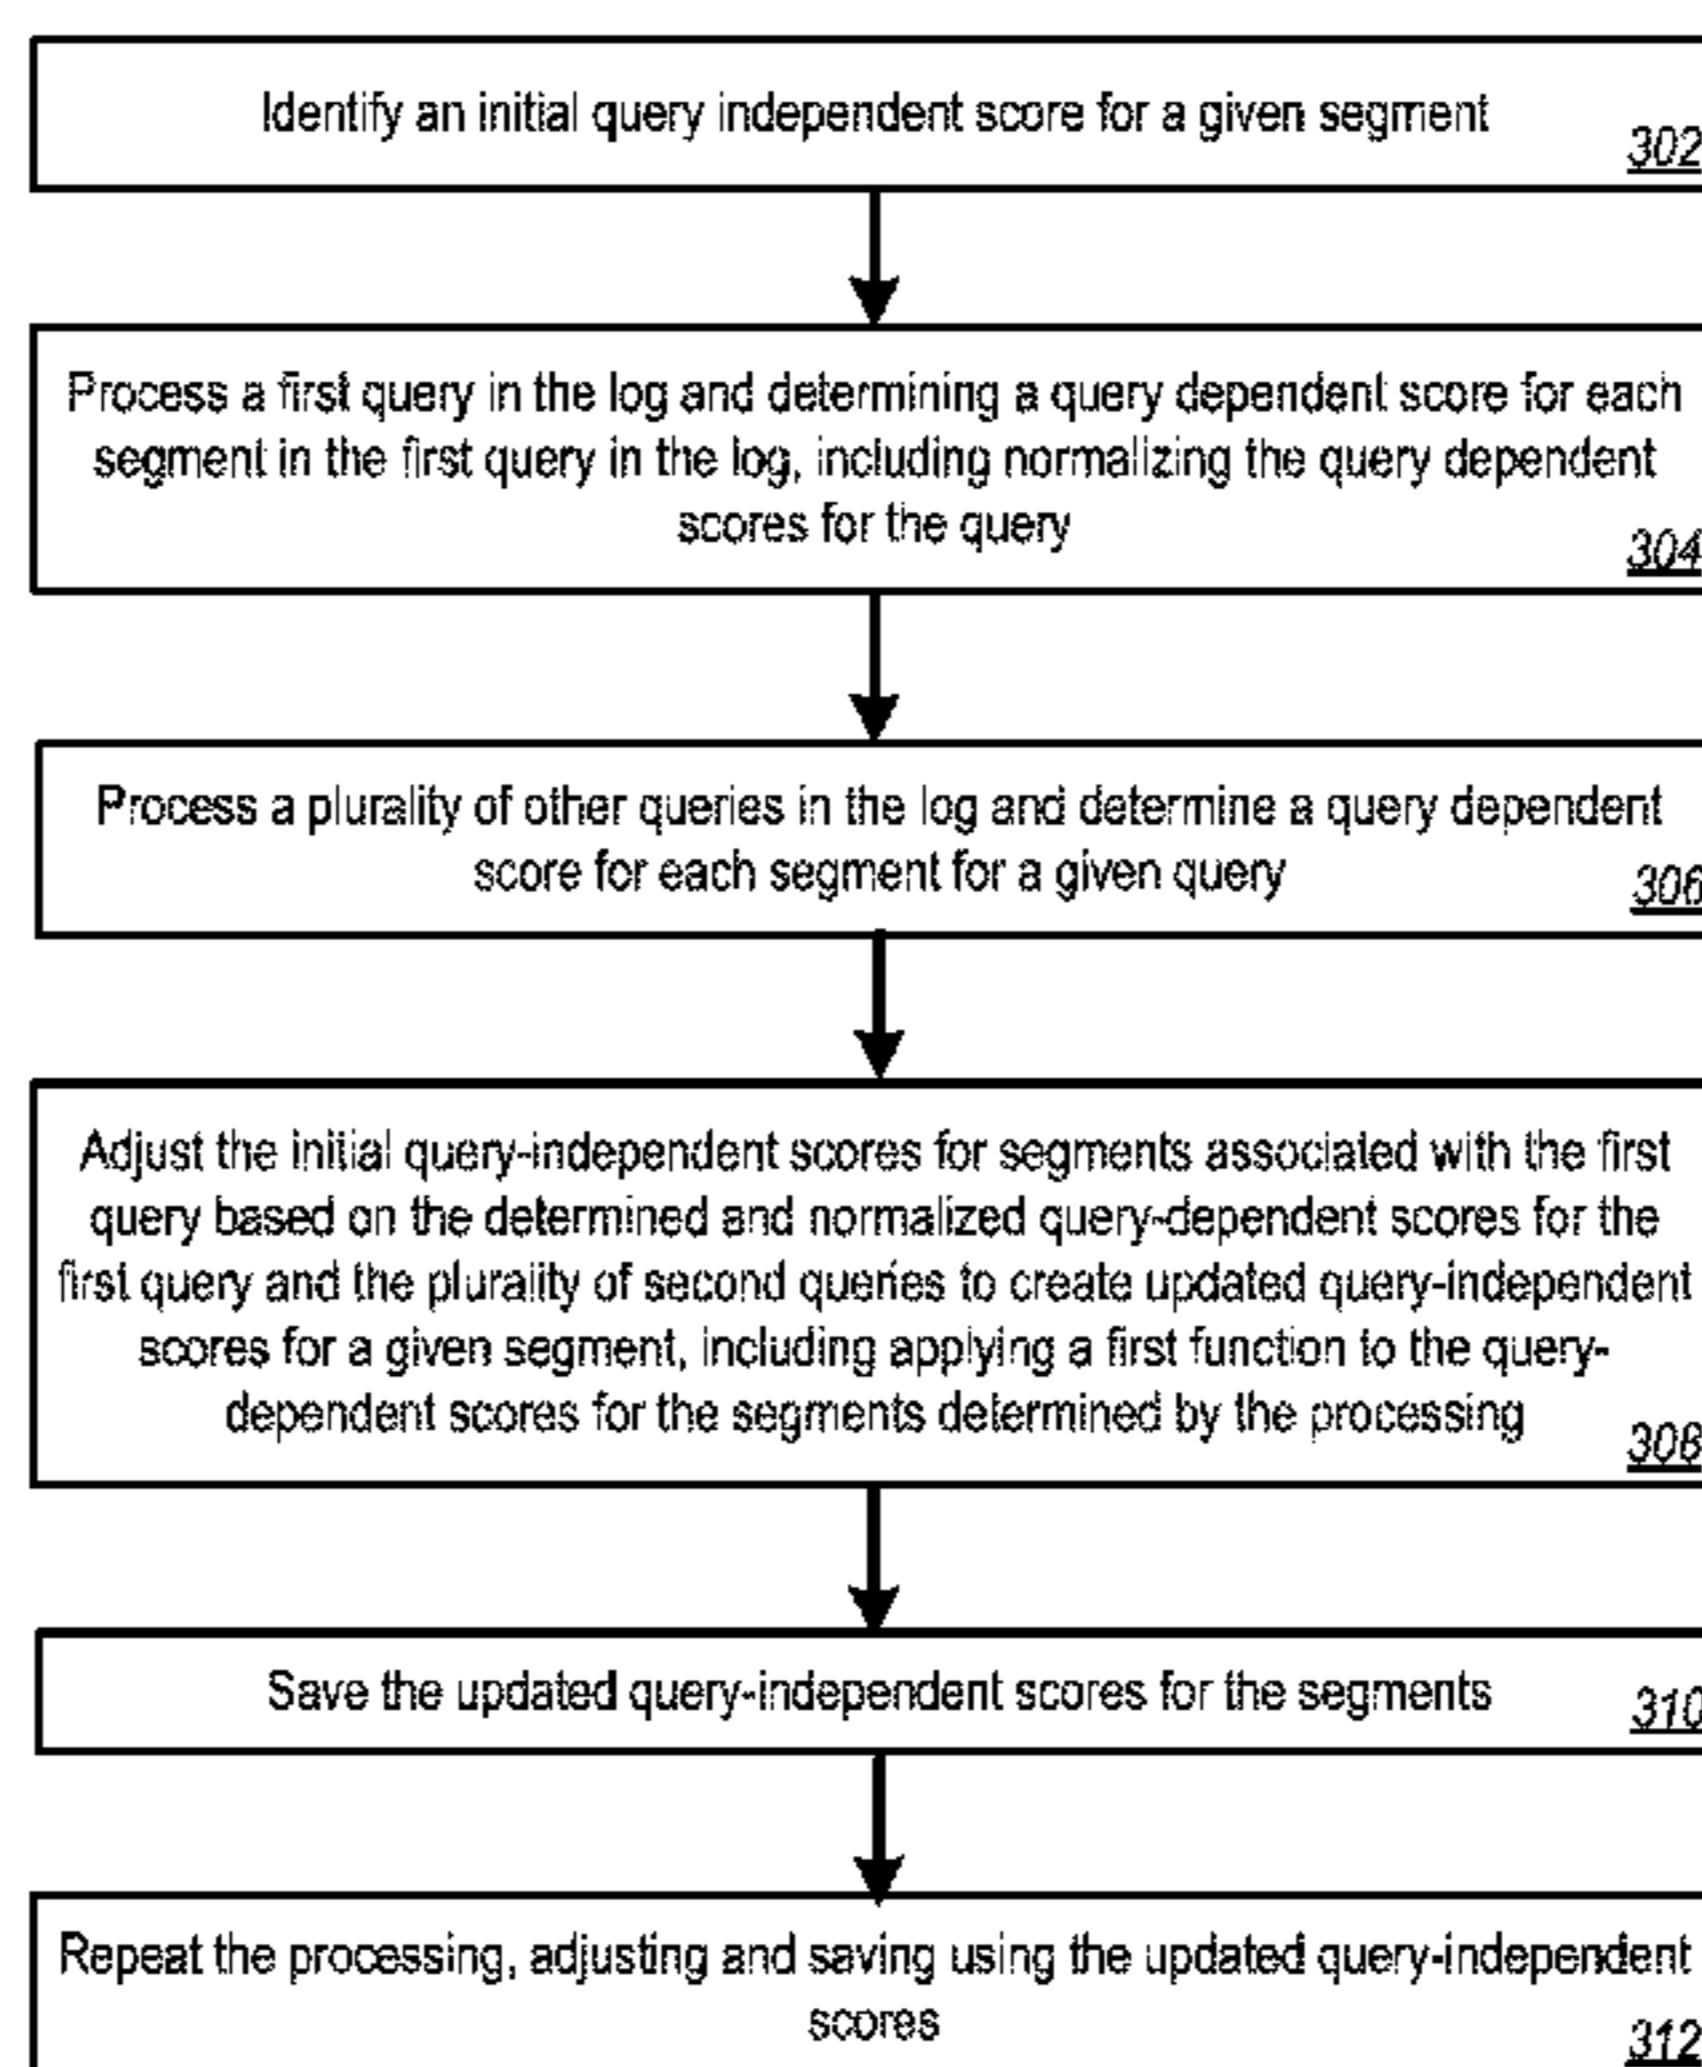 Identify an initial query independent score for a given segment
302
Process a first query in the log and determining a query dependent score for each
segment in the first query in the log, including normalizing the query dependent
scores for the query
304
Process a plurality of other queries in the log and determine a query dependent
score for each segment for a given query
306
Adjust the initial query-independent scores for segments associated with the first
query based on the determined and normalized query-dependent scores for the
first query and the plurality of second queries to create updated query-independent
scores for a given segment, including applying a first function to the query-
dependent scores for the segments determined by the processing
308
Save the updated query-independent scores for the segments
310
Repeat the processing, adjusting and saving using the updated query-independent
scores
312